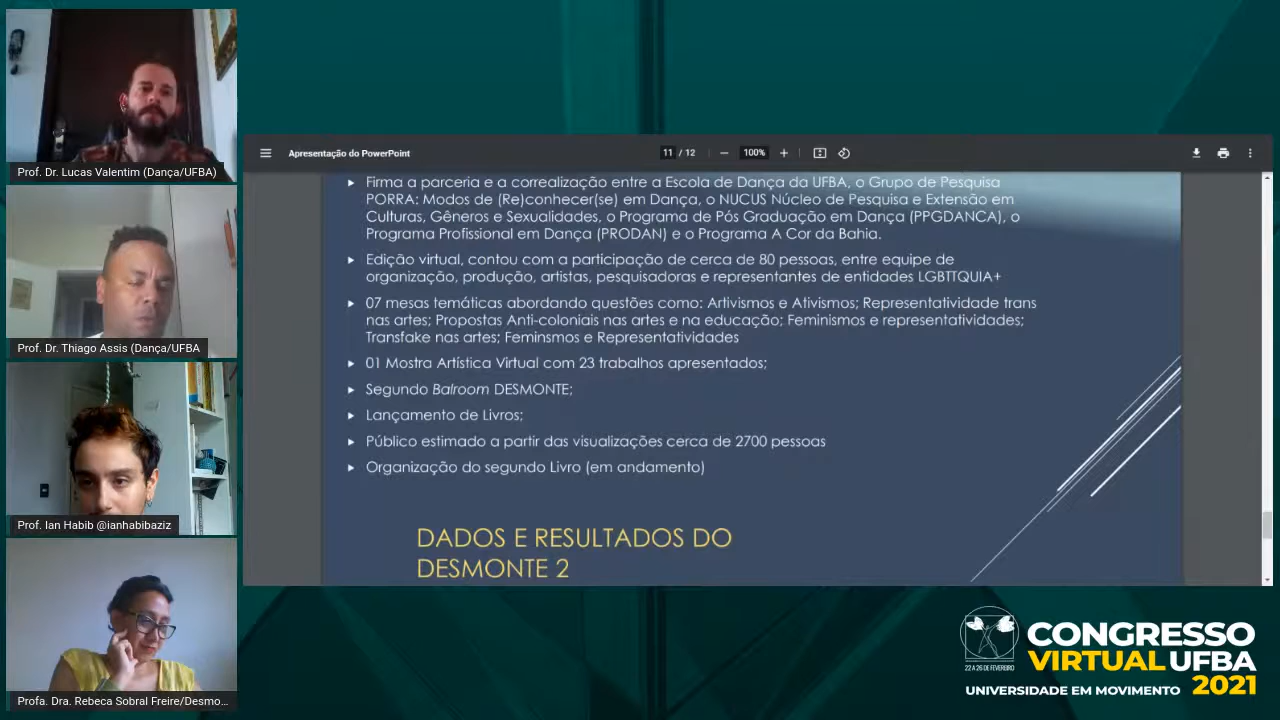 Prof. Dr. Lucas Valentim (Dança/UFBA)
Prof. Dr. Thiago Assis (Dança/UFBA
Prof. Ian Habib @ianhabibaziz
Profa. Dra. Rebeca Sobral Freire/Desmo...
Apresentação do PowerPoint
11 / 12
100%
Firma a parceria e a correalização entre a Escola de Dança da UFBA, o Grupo de Pesquisa
PORRA: Modos de (Re)conhecer(se) em Dança, o NUCUS Núcleo de Pesquisa e Extensão em
Culturas, Gêneros e Sexualidades, o Programa de Pós Graduação em Dança (PPGDANCA), o
Programa Profissional em Dança (PRODAN) e o Programa A Cor da Bahia.
Edição virtual, contou com a participação de cerca de 80 pessoas, entre equipe de
organização, produção, artistas, pesquisadoras e representantes de entidades LGBTTQUIA+
07 mesas temáticas abordando questões como: Artivismos e Ativismos; Representatividade trans
nas artes; Propostas Anti-coloniais nas artes e na educação; Feminismos e representatividades;
Transfake nas artes; Feminsmos e Representatividades
01 Mostra Artística Virtual com 23 trabalhos apresentados;
Segundo Balroom DESMONTE;
Lançamento de Livros;
Público estimado a partir das visualizações cerca de 2700 pessoas
Organização do segundo Livro (em andamento)
DADOS E RESULTADOS DO
DESMONTE 2
22 A 26 DE FEVEREIRO
CONGRESSO
VIRTUAL UFBA
2021
UNIVERSIDADE EM MOVIMENTO